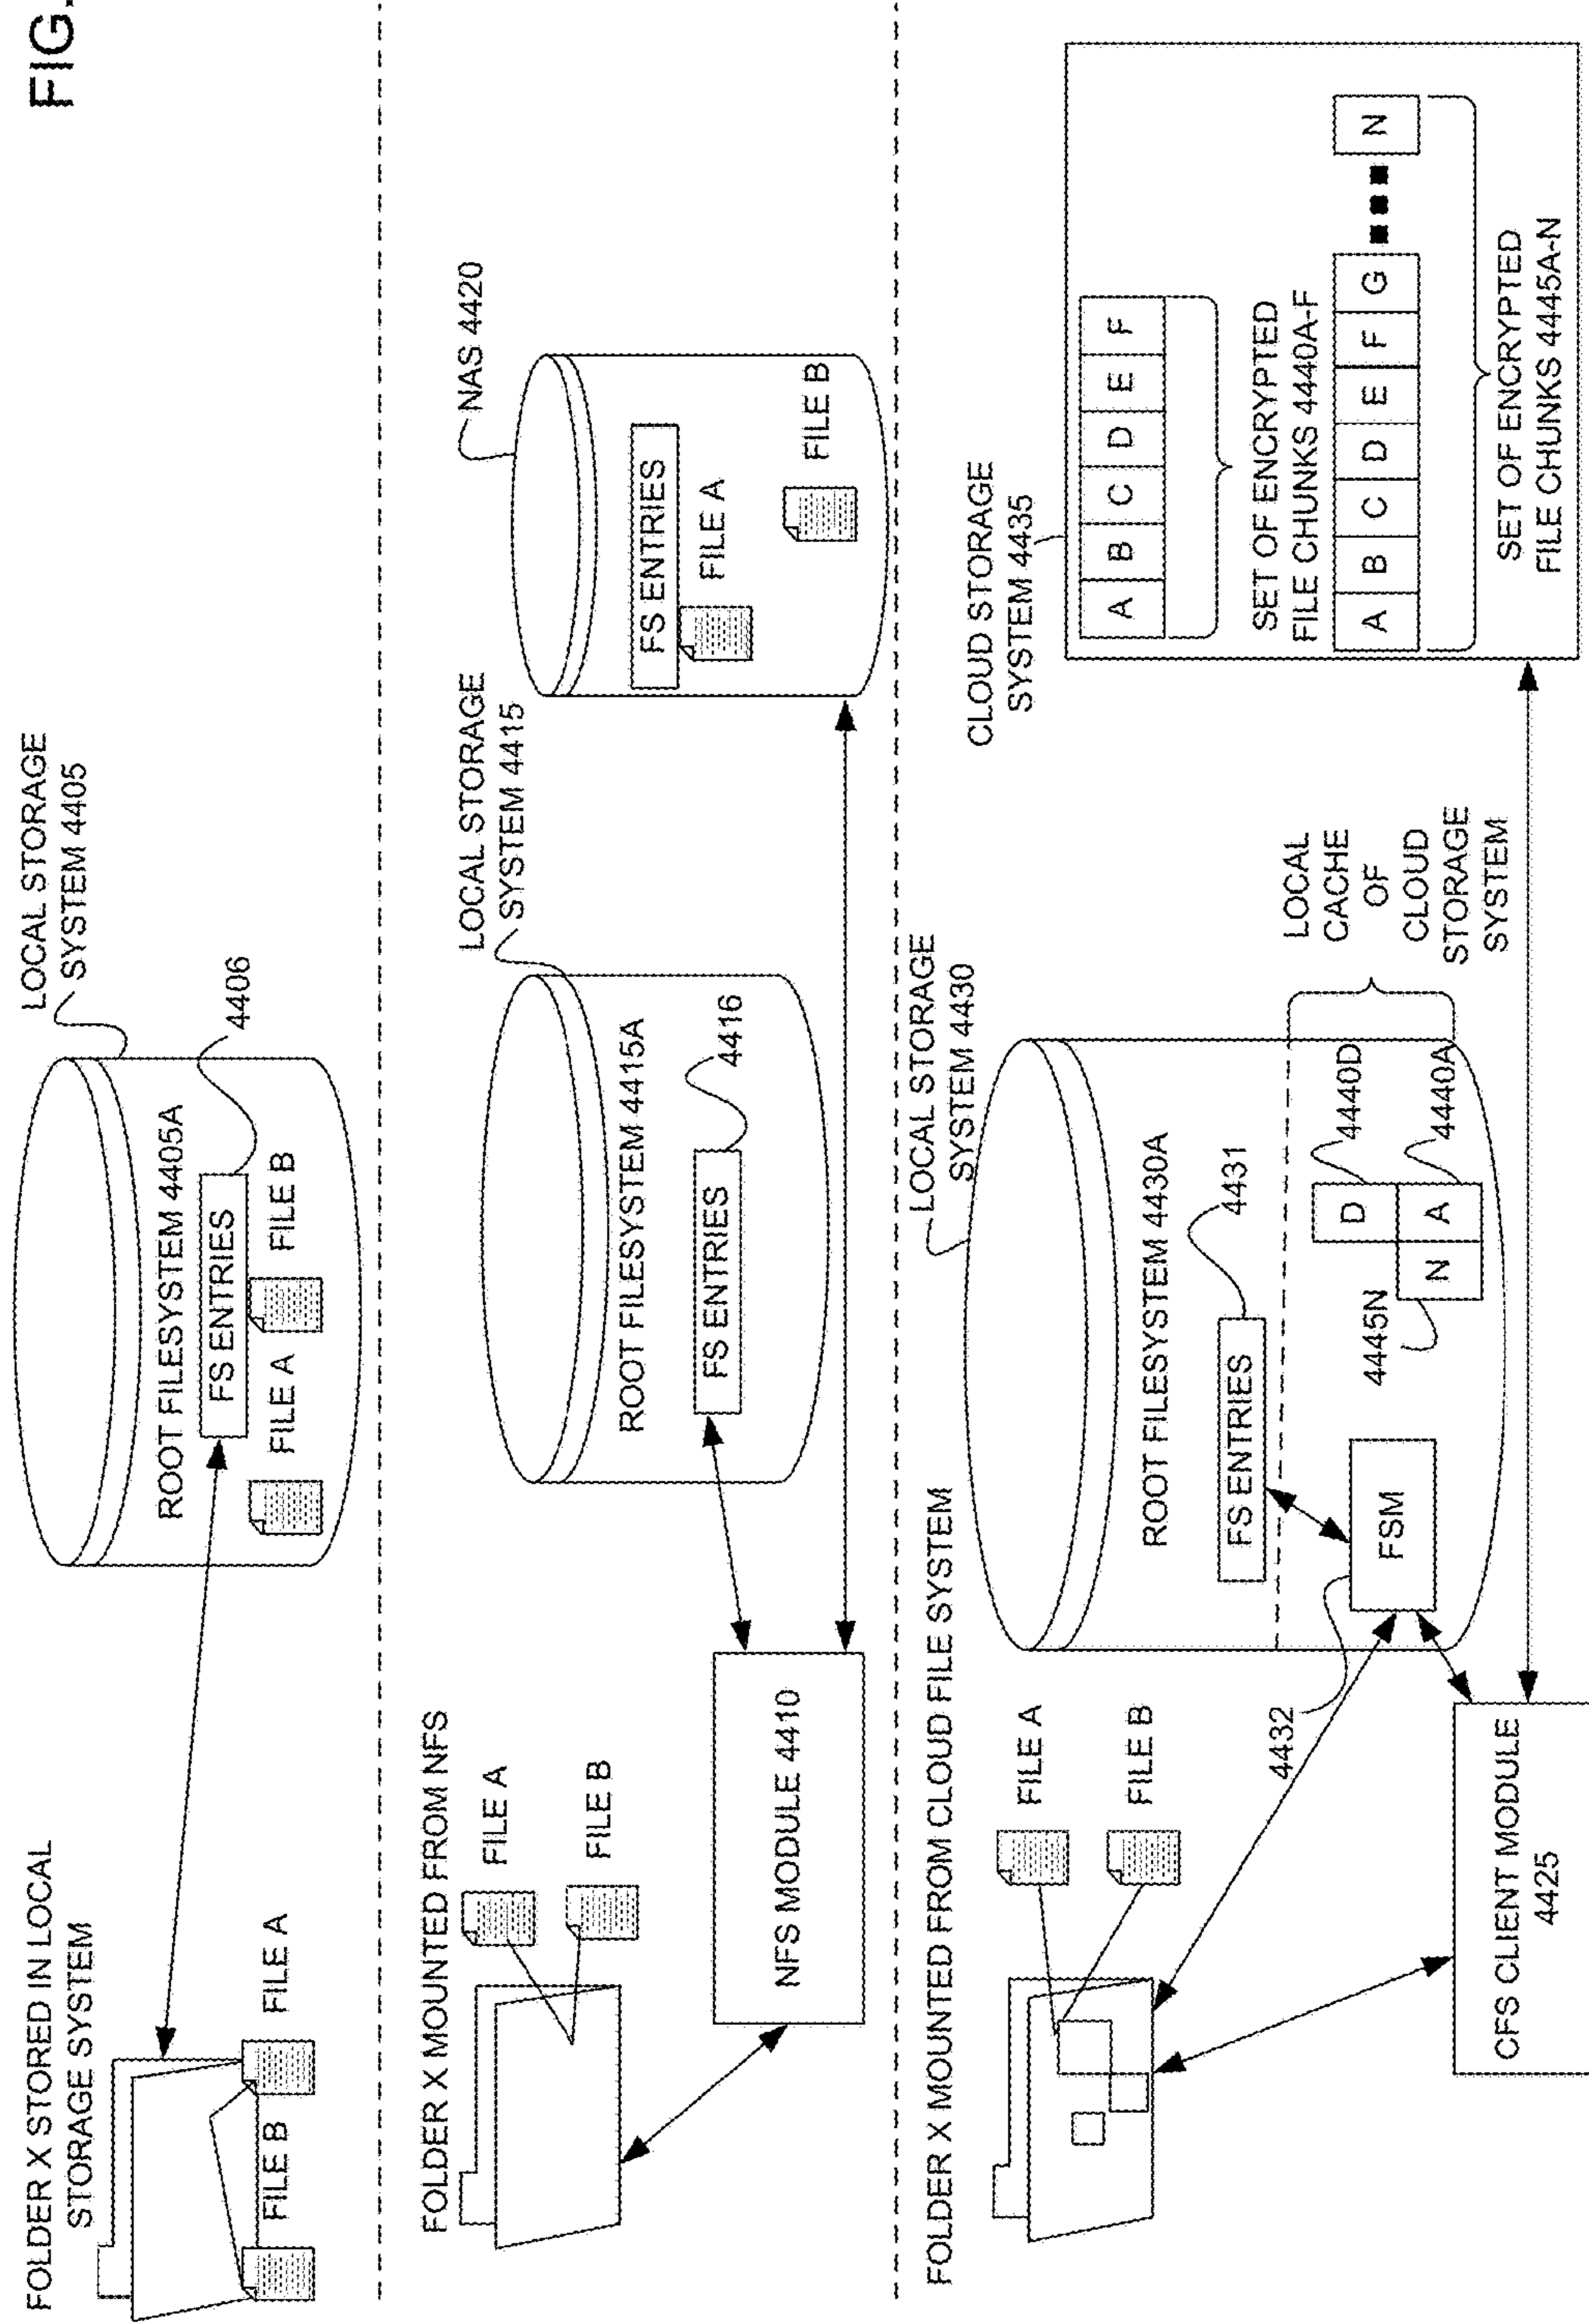 FIG.
FOLDER X STORED IN LOCAL
STORAGE SYSTEM
FILE B
FILE A
LOCAL STORAGE
SYSTEM 4405
ROOT FILESYSTEM 4405A
FS ENTRIES
4406
FILE A
FILE B
FOLDER X MOUNTED FROM NFS
FILE A
FILE B
NFS MODULE 4410
LOCAL STORAGE
SYSTEM 4415
ROOT FILESYSTEM 4415A
FS ENTRIES
4416
NAS 4420
FS ENTRIES
FILE A
FILE B
FOLDER X MOUNTED FROM CLOUD FILE SYSTEM
FILE A
FILE B
CFS CLIENT MODULE
4425
LOCAL STORAGE
SYSTEM 4430
ROOT FILESYSTEM 4430A
FS ENTRIES
4431
4432
FSM
D
4440D
N
A
4445N
4440A
LOCAL
CACHE
OF
CLOUD
STORAGE
SYSTEM
CLOUD STORAGE
SYSTEM 4435
A B C D E F
SET OF ENCRYPTED
FILE CHUNKS 4440A-F
A B C D E F G N
SET OF ENCRYPTED
FILE CHUNKS 4445A-N